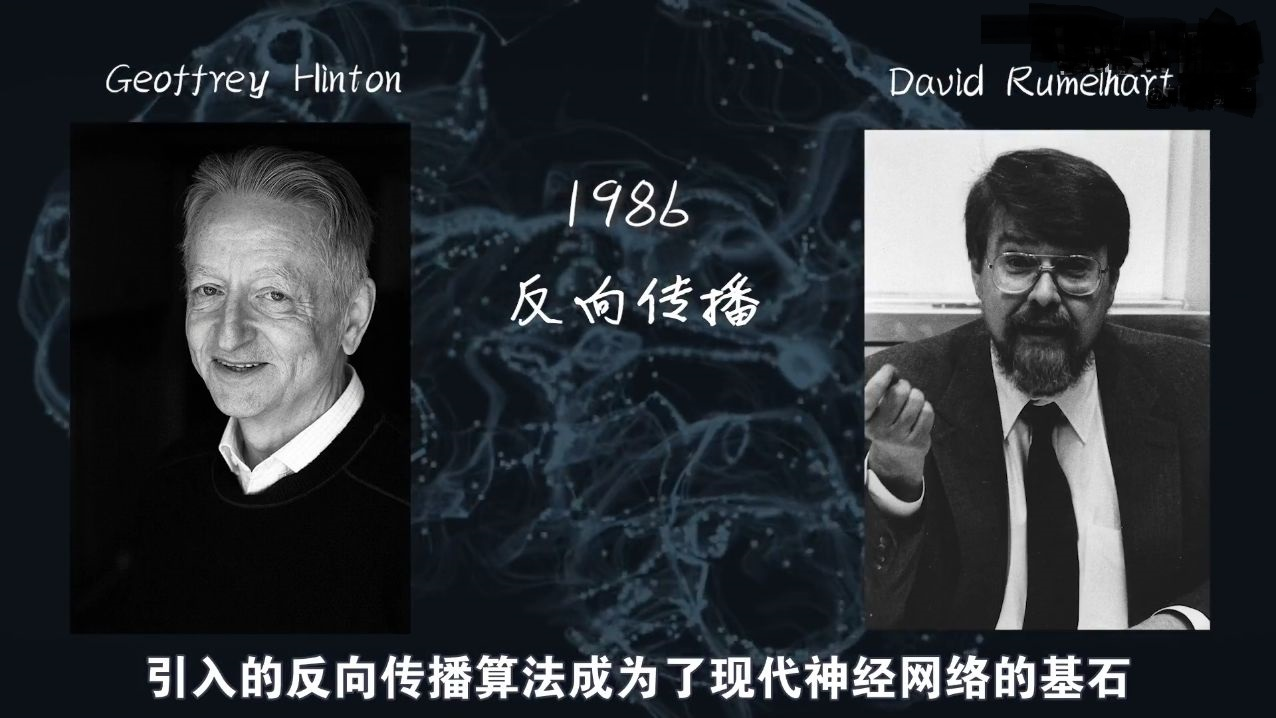 Geoffrey Hinton
David Rumelhart
1986
反向传播
引入的反向传播算法成为了现代神经网络的基石